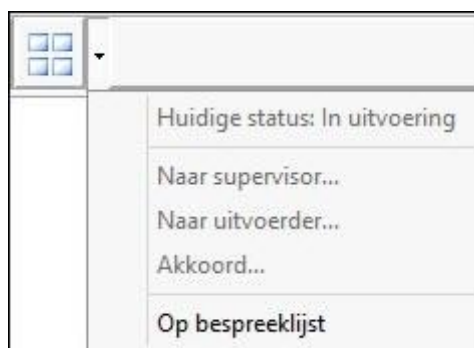 Huidige status: In uitvoering
Naar supervisor...
Naar uitvoerder...
Akkoord...
Op bespreeklijst